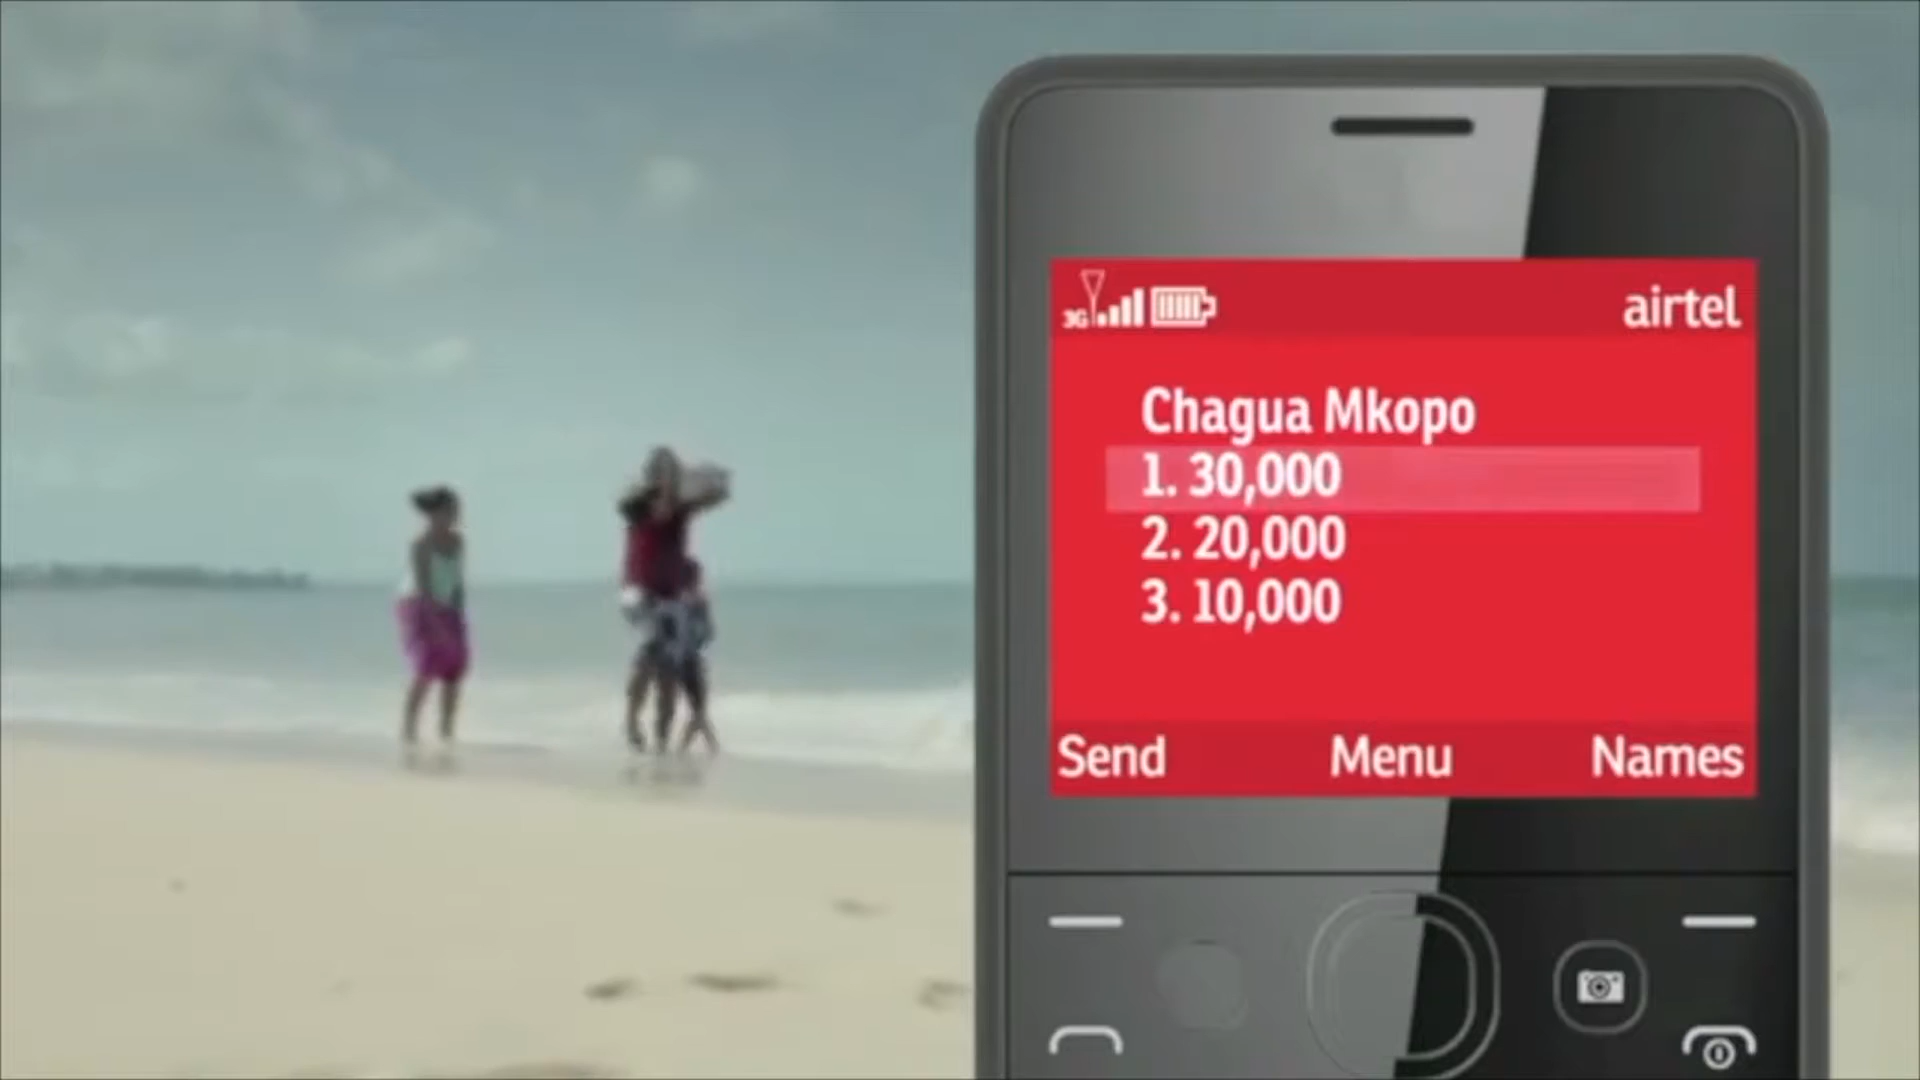 3G airtel
Chagua Mkopo
1. 30,000
2. 20,000
3. 10,000
Send Menu Names